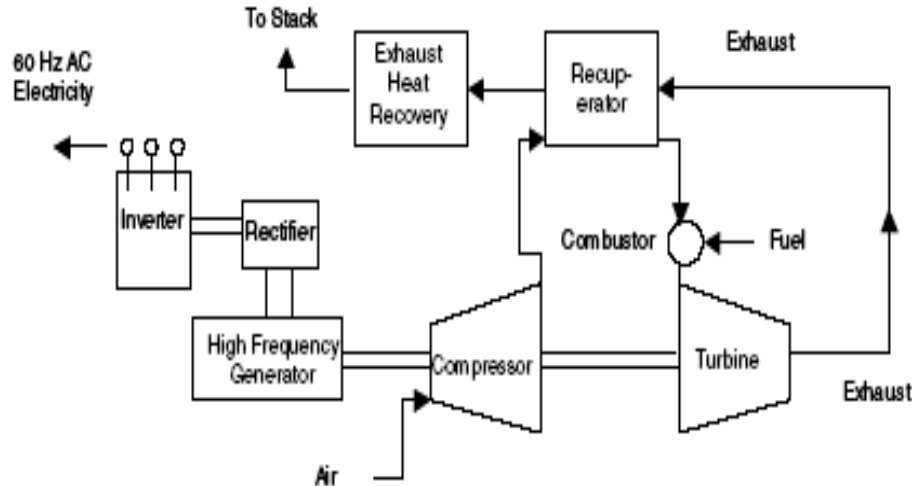 To Stack
60 Hz AC
Electricity
Exhaust
Heat
Recovery
Recup-
erator
Exhaust
Inverter
Rectifier
Combustor
Fuel
High Frequency
Generator
Compressor
Turbine
Exhaust
Air